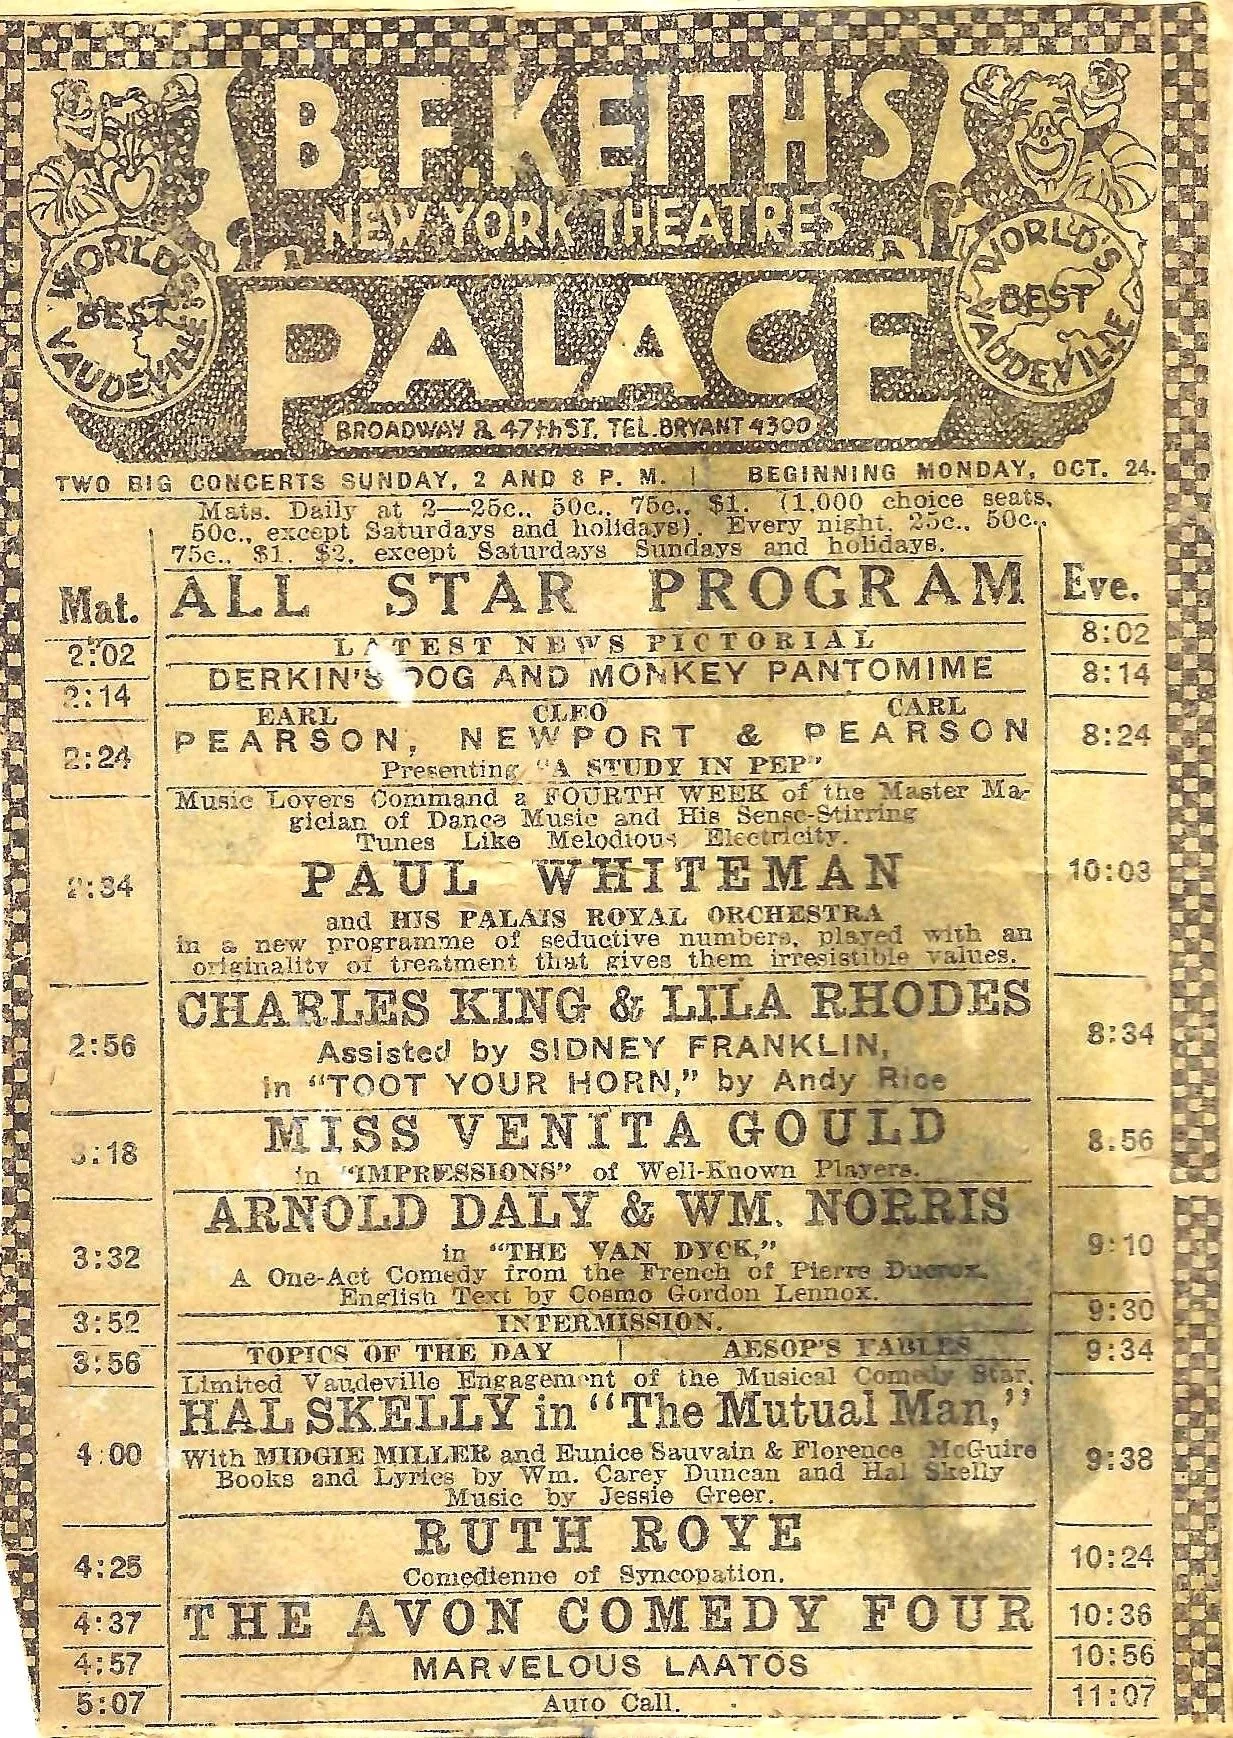 B.F. KEITH'S
NEW YORK THEATRES
WORLD'S BEST VAUDEVILLE
PALACE
WORLD'S BEST VAUDEVILLE
BROADWAY & 47th ST. TEL. BRYANT 4300
TWO BIG CONCERTS SUNDAY, 2 AND 8 P. M. | BEGINNING MONDAY, OCT. 24.
Mats. Daily at 2—25c., 50c., 75c., $1. (1,000 choice seats,
50c., except Saturdays and holidays). Every night, 25c., 50c.,
75c., $1. $2. except Saturdays Sundays and holidays.
Mat. ALL STAR PROGRAM Eve.
2:02 LATEST NEWS PICTORIAL 8:02
2:14 DERKIN'S DOG AND MONKEY PANTOMIME 8:14
EARL CLEO CARL
2:24 PEARSON, NEWPORT & PEARSON 8:24
Presenting "A STUDY IN PEP"
Music Lovers Command a FOURTH WEEK of the Master Ma-
gician of Dance Music and His Sense-Stirring
Tunes Like Melodious Electricity.
2:34 PAUL WHITEMAN 10:03
and HIS PALAIS ROYAL ORCHESTRA
in a new programme of seductive numbers, played with an
originality of treatment that gives them irresistible values.
CHARLES KING & LILA RHODES
2:56 Assisted by SIDNEY FRANKLIN, 8:34
in "TOOT YOUR HORN," by Andy Rice
3:18 MISS VENITA GOULD 8.56
in "IMPRESSIONS" of Well-Known Players.
ARNOLD DALY & WM. NORRIS
3:32 in "THE VAN DYCK," 9:10
A One-Act Comedy from the French of Pierre
English Text by Cosmo Gordon Lennox.
3:52 INTERMISSION. 9:30
3:56 TOPICS OF THE DAY | AESOP'S FABLES 9:34
Limited Vaudeville Engagement of the Musical Comedy Star,
HAL SKELLY in "The Mutual Man,"
4:00 With MIDGIE MILLER and Eunice Sauvain & Florence McGuire 9:38
Books and Lyrics by Wm. Carey Duncan and Hal Skelly
Music by Jessie Greer.
RUTH ROYE
4:25 Comedienne of Syncopation. 10:24
4:37 THE AVON COMEDY FOUR 10:36
4:57 MARVELOUS LAATOS 10:56
5:07 Auto Call. 11:07